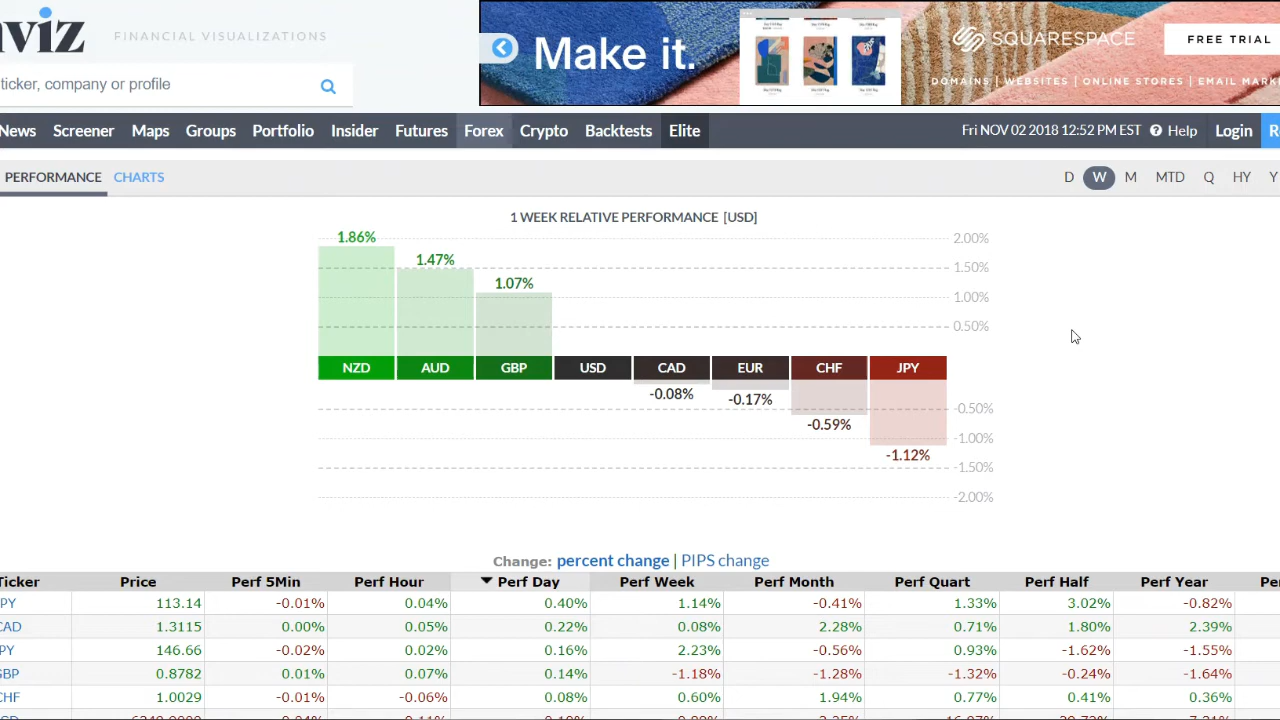 viz
FINANCIAL VISUALIZATIONS
Make it.
SQUARESPACE
FREE TRIAL
DOMAINS | WEBSITES | ONLINE STORES | EMAIL MARK
ticker, company or profile
News Screener Maps Groups Portfolio Insider Futures Forex Crypto Backtests Elite Fri NOV 02 2018 12:52 PM EST Help Login R
PERFORMANCE CHARTS D W M MTD Q HY Y
1 WEEK RELATIVE PERFORMANCE [USD]
1.86% 2.00%
1.47% 1.50%
1.07% 1.00%
0.50%
NZD AUD GBP USD CAD EUR CHF JPY
-0.08% -0.17% -0.50%
-0.59% -1.00%
-1.12% -1.50%
-2.00%
Change: percent change | PIPS change
Ticker Price Perf 5Min Perf Hour Perf Day Perf Week Perf Month Perf Quart Perf Half Perf Year Pe
PY 113.14 -0.01% 0.04% 0.40% 1.14% -0.41% 1.33% 3.02% -0.82%
CAD 1.3115 0.00% 0.05% 0.22% 0.08% 2.28% 0.71% 1.80% 2.39%
PY 146.66 -0.02% 0.02% 0.16% 2.23% -0.56% 0.93% -1.62% -1.55%
GBP 0.8782 0.01% 0.07% 0.14% -1.18% -1.28% -1.32% -0.24% -1.64%
CHF 1.0029 -0.01% -0.06% 0.08% 0.60% 1.94% 0.77% 0.41% 0.36%